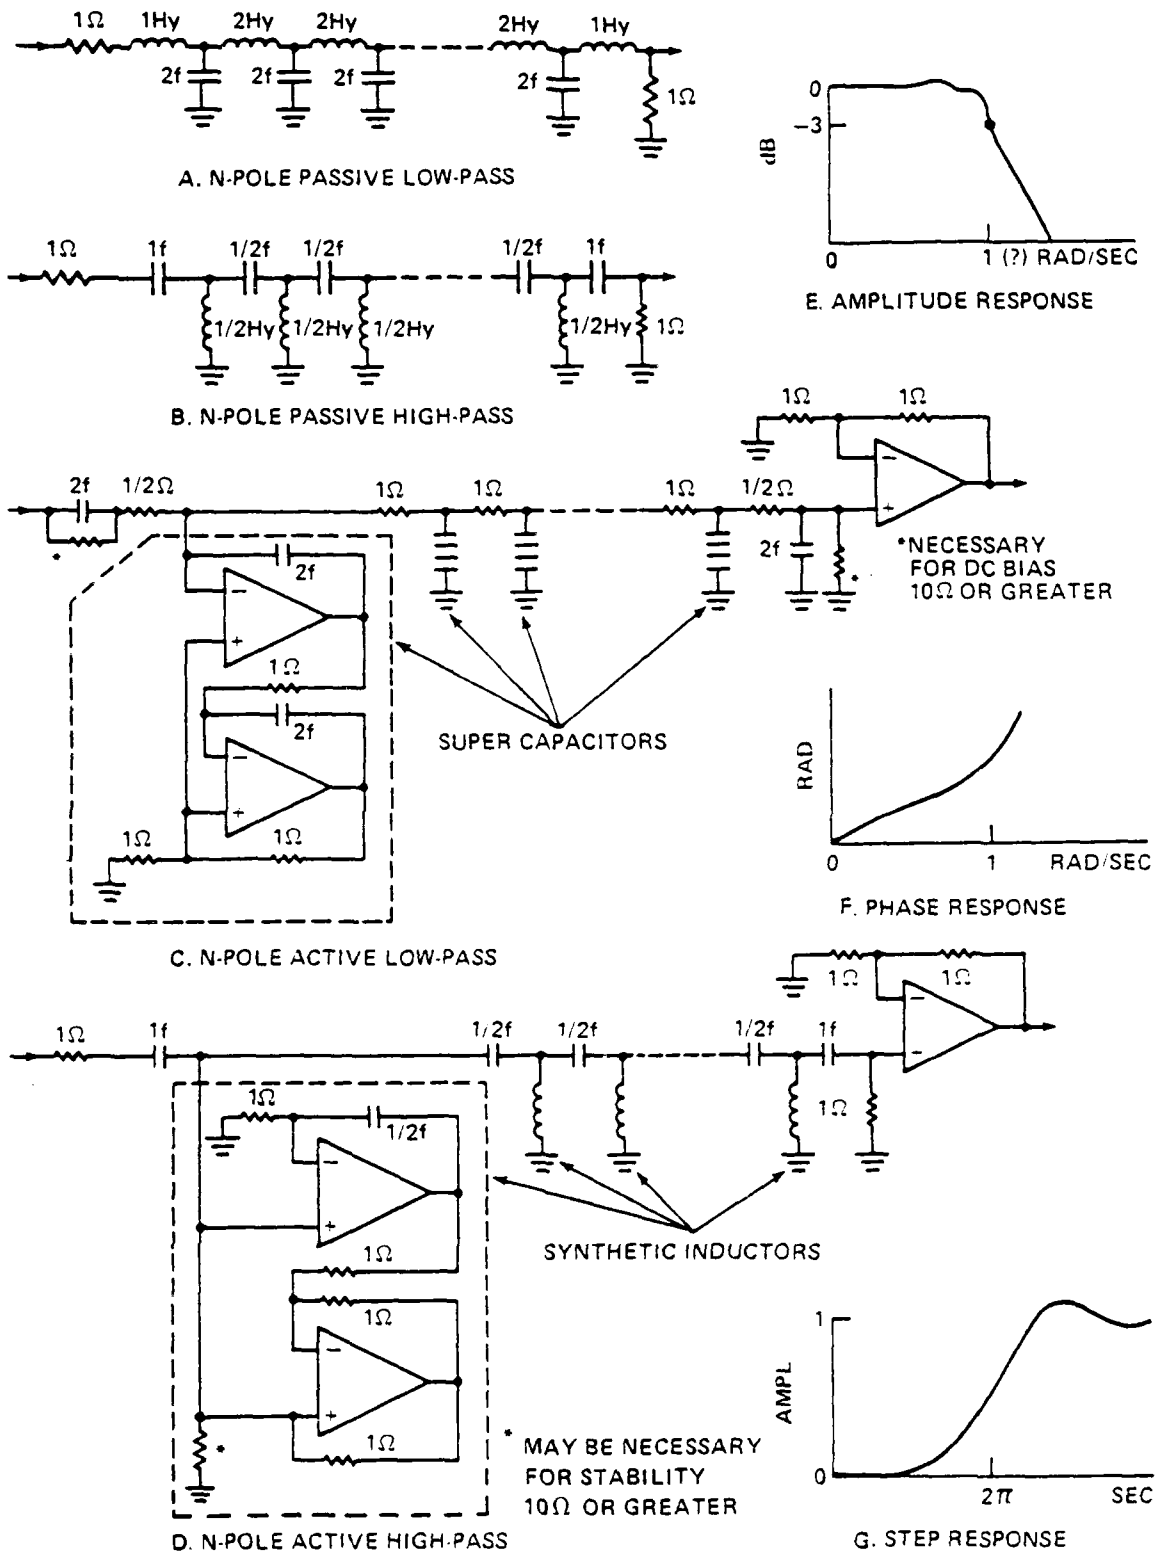 1Ω 1Hy 2Hy 2Hy 2Hy 1Hy
2f 2f 2f 2f 1Ω
A. N-POLE PASSIVE LOW-PASS
0
−3
dB
0 1 (?) RAD/SEC
E. AMPLITUDE RESPONSE
1Ω 1f 1/2f 1/2f 1/2f 1f
1/2Hy 1/2Hy 1/2Hy 1/2Hy 1Ω
B. N-POLE PASSIVE HIGH-PASS
1Ω 1Ω
−
+
2f 1/2Ω 1Ω 1Ω 1Ω 1/2Ω
*
2f
2f *
*NECESSARY
FOR DC BIAS
10Ω OR GREATER
−
+
1Ω
2f
−
+
1Ω 1Ω
SUPER CAPACITORS
C. N-POLE ACTIVE LOW-PASS
RAD
0 1 RAD/SEC
F. PHASE RESPONSE
1Ω 1Ω
−
−
1Ω 1f 1/2f 1/2f 1/2f 1f
1Ω
1Ω
1/2f
−
+
1Ω
1Ω
−
+
1Ω
*
SYNTHETIC INDUCTORS
* MAY BE NECESSARY
FOR STABILITY
10Ω OR GREATER
D. N-POLE ACTIVE HIGH-PASS
1
AMPL
0
2π SEC
G. STEP RESPONSE